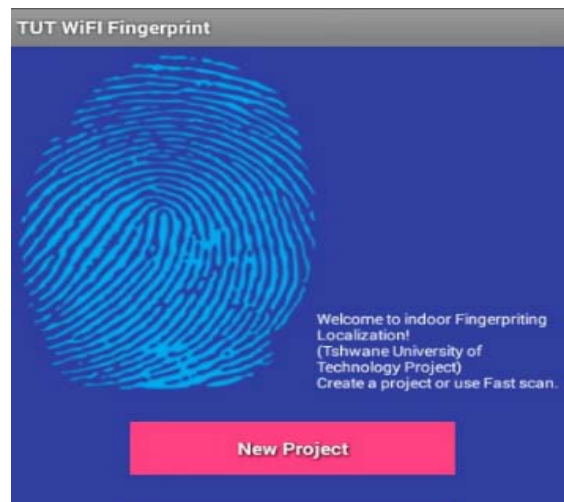 TUT WiFI Fingerprint
Welcome to indoor Fingerpriting
Localization!
(Tshwane University of
Technology Project)
Create a project or use Fast scan.
New Project